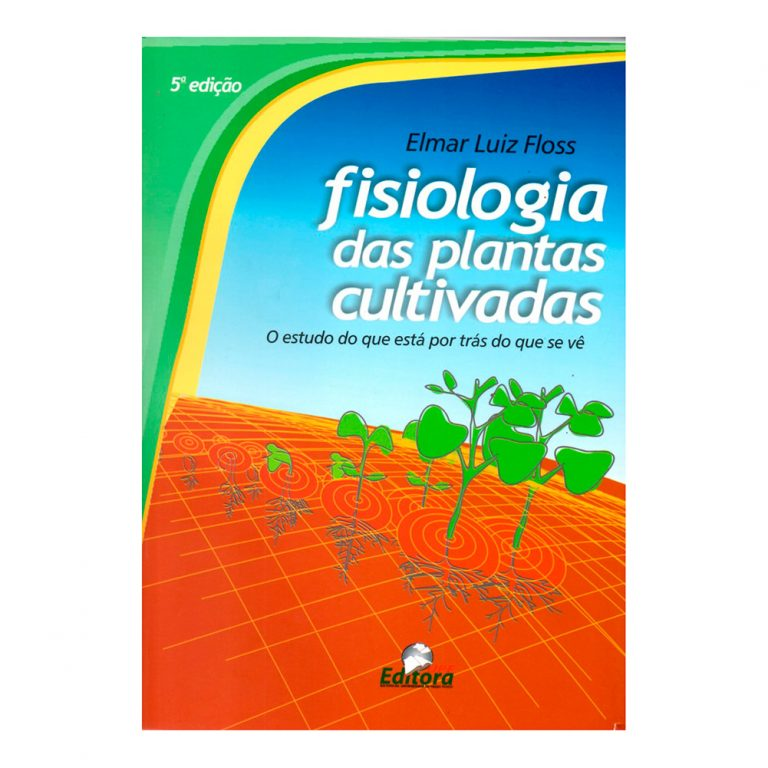 5ª edição
Elmar Luiz Floss
fisiologia
das plantas
cultivadas
O estudo do que está por trás do que se vê
UPF
Editora